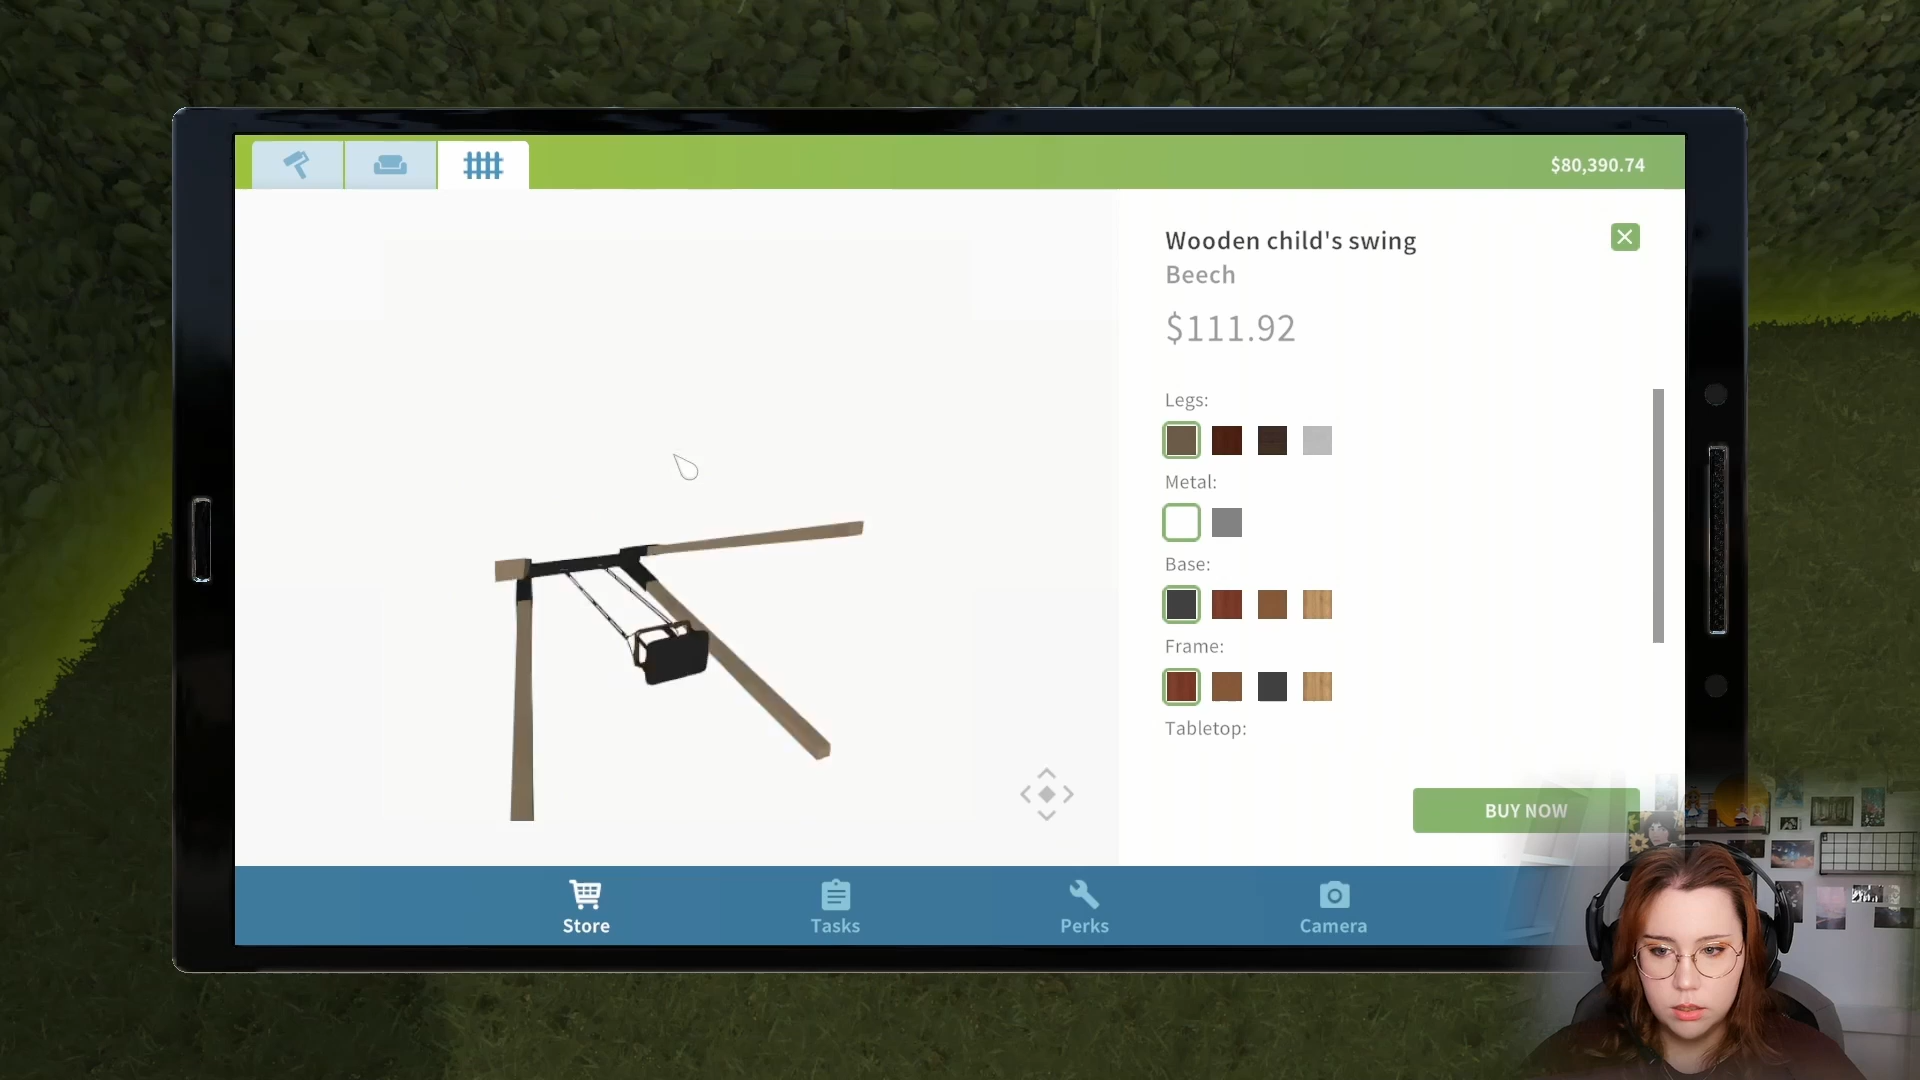 $80,390.74
Wooden child's swing
Beech
$111.92
Legs:
Metal:
Base:
Frame:
Tabletop:
BUY NOW
Store
Tasks
Perks
Camera